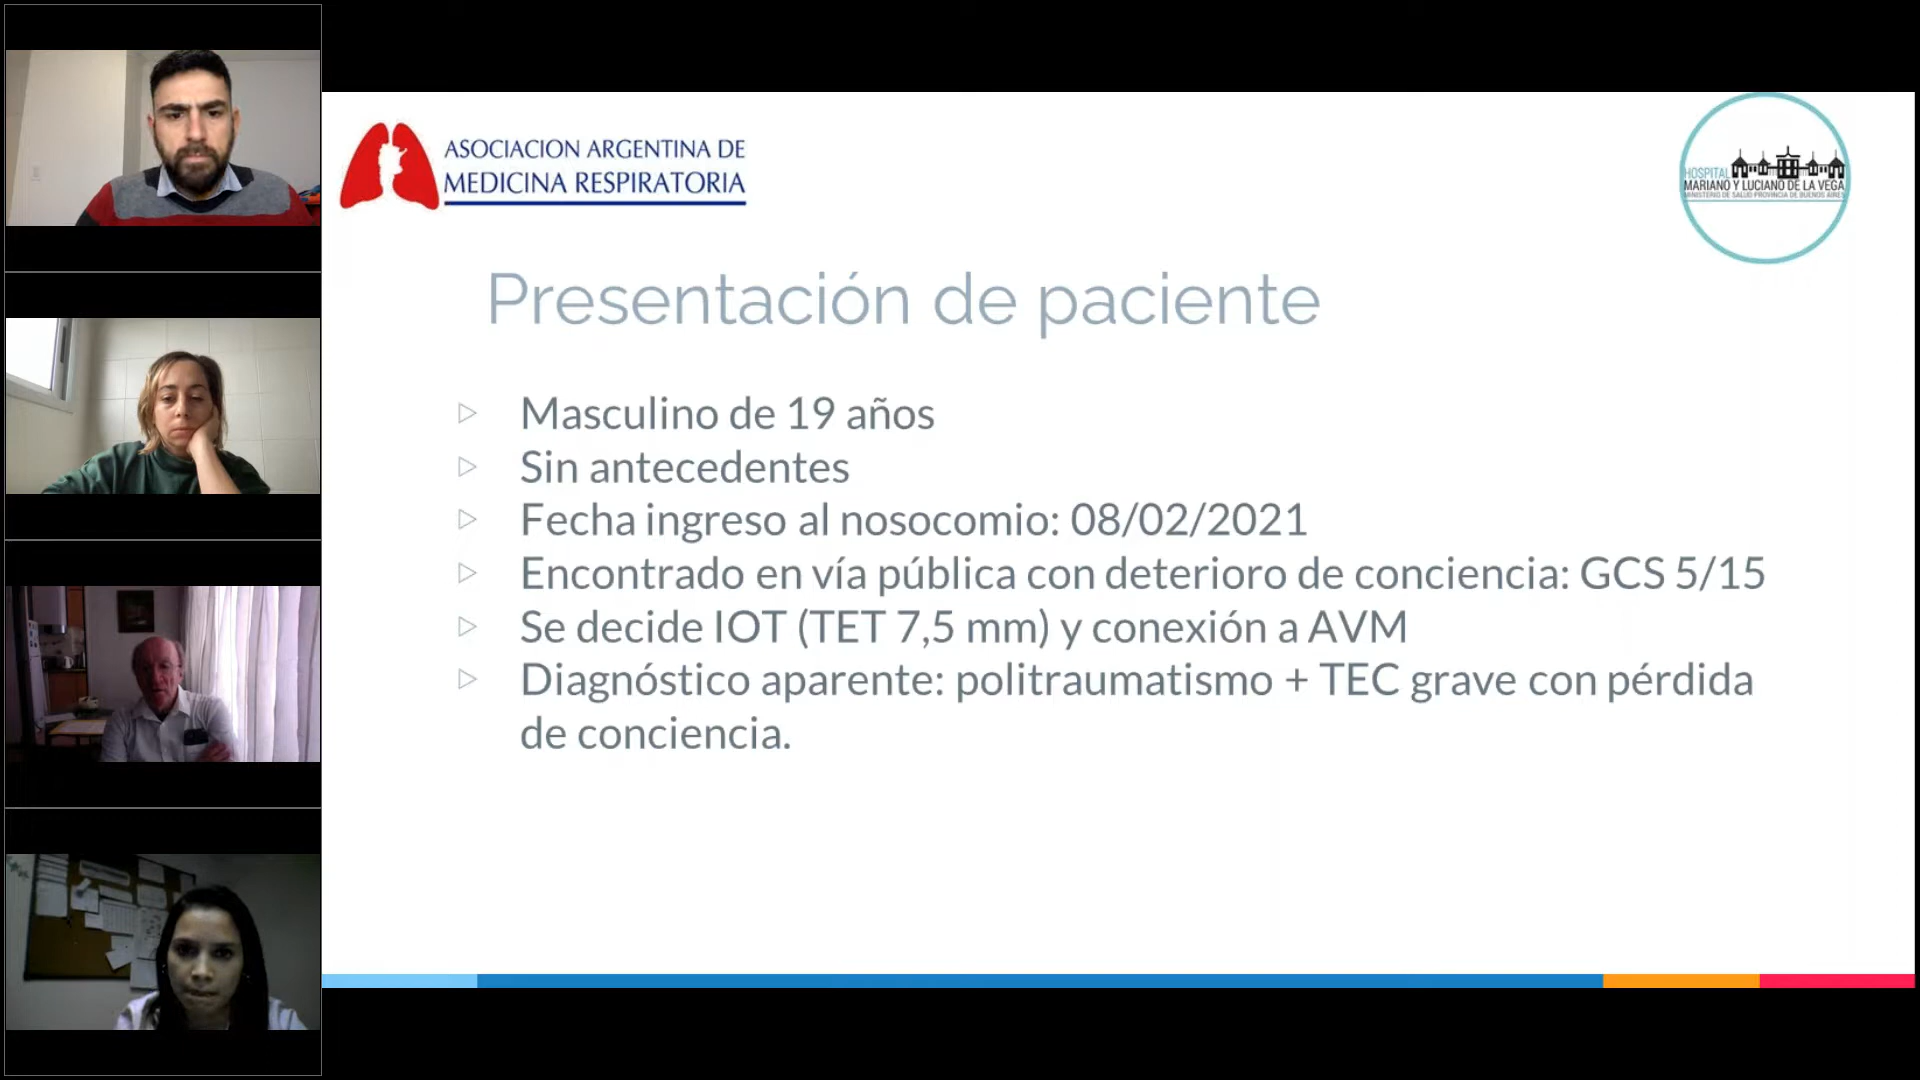 ASOCIACION ARGENTINA DE
MEDICINA RESPIRATORIA
HOSPITAL
MARIANO Y LUCIANO DE LA VEGA
MINISTERIO DE SALUD PROVINCIA DE BUENOS AIRES
Presentación de paciente
Masculino de 19 años
Sin antecedentes
Fecha ingreso al nosocomio: 08/02/2021
Encontrado en vía pública con deterioro de conciencia: GCS 5/15
Se decide IOT (TET 7,5 mm) y conexión a AVM
Diagnóstico aparente: politraumatismo + TEC grave con pérdida
de conciencia.